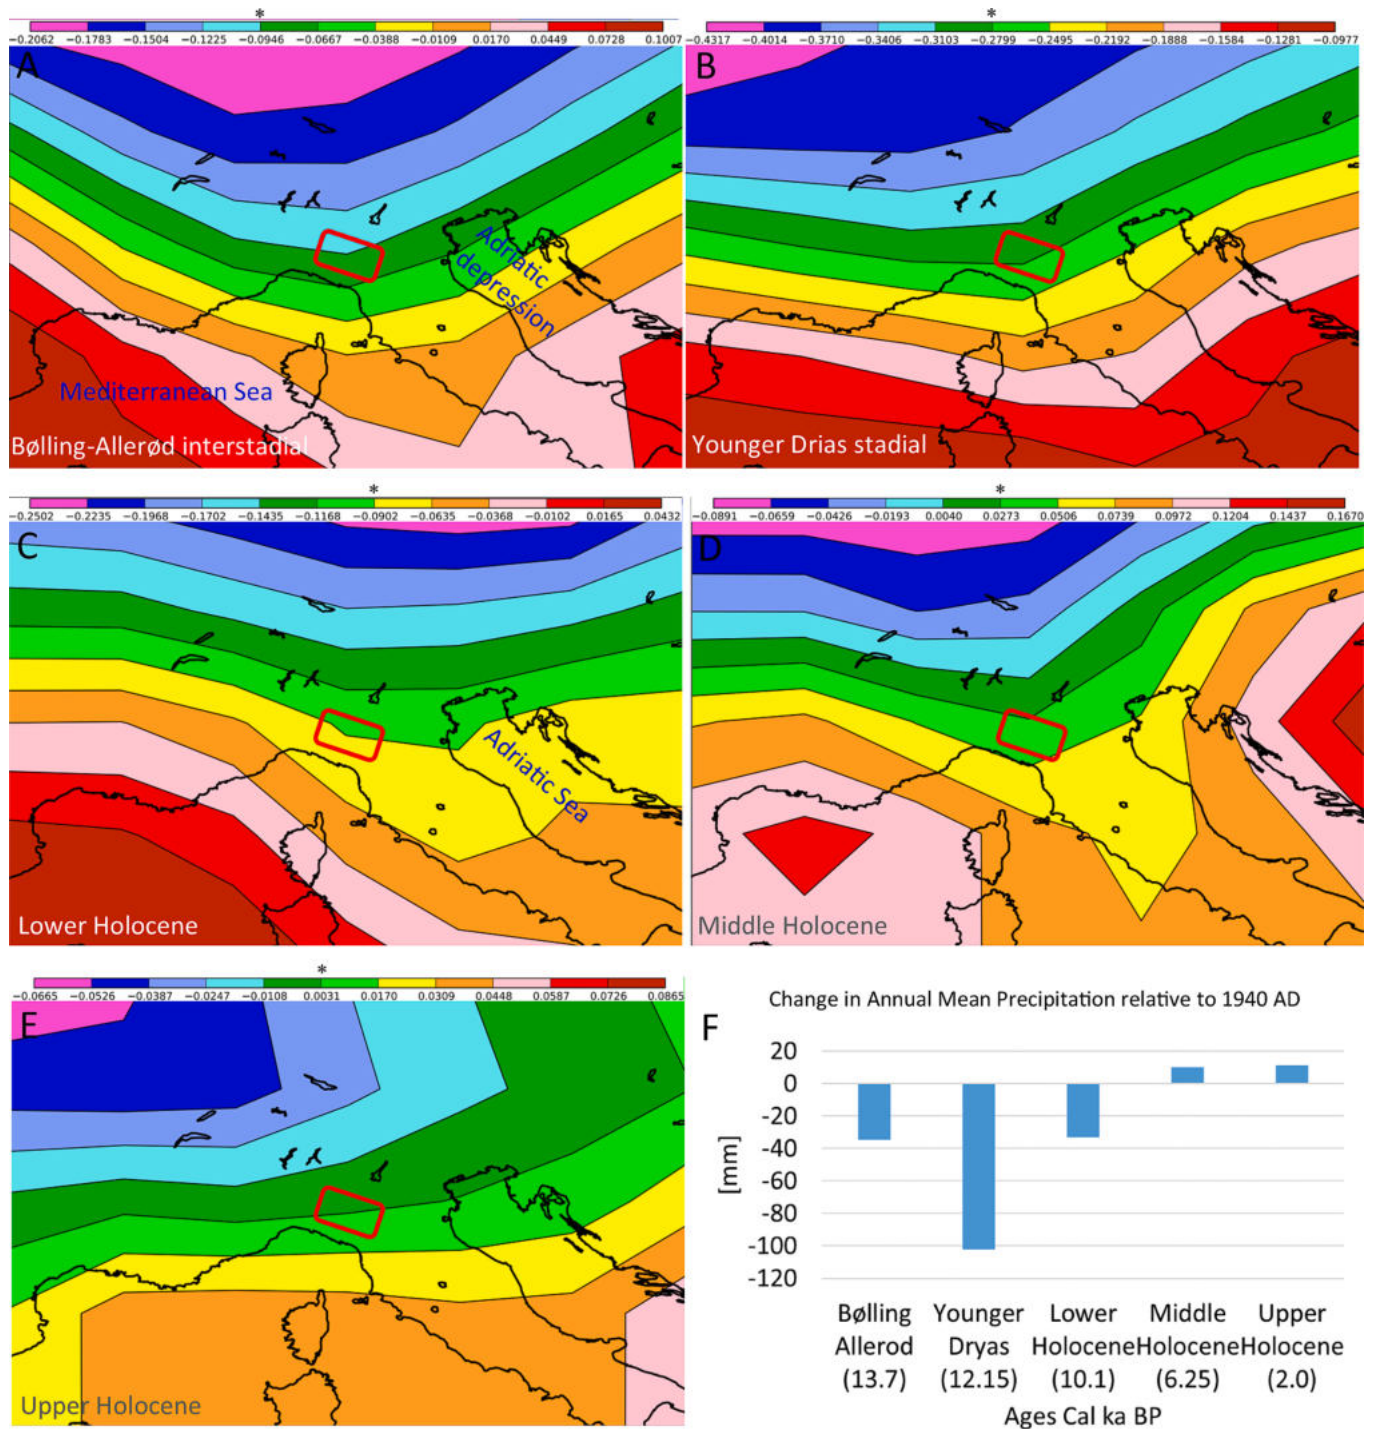 *
*
−0.2062 −0.1783 −0.1504 −0.1225 −0.0946 −0.0667 −0.0388 −0.0109 0.0170 0.0449 0.0728 0.1007
−0.4317 −0.4014 −0.3710 −0.3406 −0.3103 −0.2799 −0.2495 −0.2192 −0.1888 −0.1584 −0.1281 −0.0977
A
B
Adriatic
depression
Mediterranean Sea
Bølling-Allerød interstadial
Younger Drias stadial
*
*
−0.2502 −0.2235 −0.1968 −0.1702 −0.1435 −0.1168 −0.0902 −0.0635 −0.0368 −0.0102 0.0165 0.0432
−0.0891 −0.0659 −0.0426 −0.0193 0.0040 0.0273 0.0506 0.0739 0.0972 0.1204 0.1437 0.1670
C
D
Adriatic Sea
Lower Holocene
Middle Holocene
*
−0.0665 −0.0526 −0.0387 −0.0247 −0.0108 0.0031 0.0170 0.0309 0.0448 0.0587 0.0726 0.0865
E
Upper Holocene
Change in Annual Mean Precipitation relative to 1940 AD
F
20
0
-20
-40
-60
-80
-100
-120
[mm]
Bølling Younger Lower Middle Upper
Allerod Dryas Holocene Holocene Holocene
(13.7) (12.15) (10.1) (6.25) (2.0)
Ages Cal ka BP